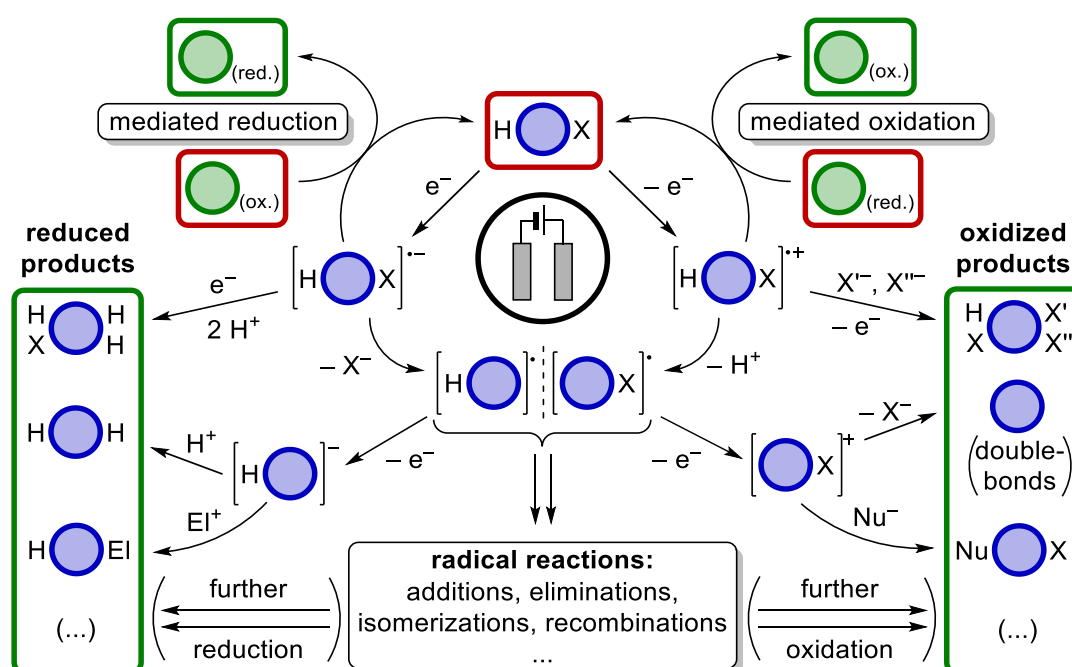 (red.)
(ox.)
mediated reduction
H X
mediated oxidation
(ox.)
(red.)
e⁻
– e⁻
reduced
products
oxidized
products
[H X]•−
[H X]•+
e⁻
2 H⁺
X'⁻, X''⁻
– e⁻
H H
X H
H X'
X X''
– X⁻
– H⁺
[H ]•
[ X]•
H H
H⁺
[H ]−
– e⁻
– e⁻
[ X]+
– X⁻
(double-
bonds)
El⁺
Nu⁻
H El
Nu X
radical reactions:
additions, eliminations,
isomerizations, recombinations
...
(further
reduction)
(further
oxidation)
(...)
(...)